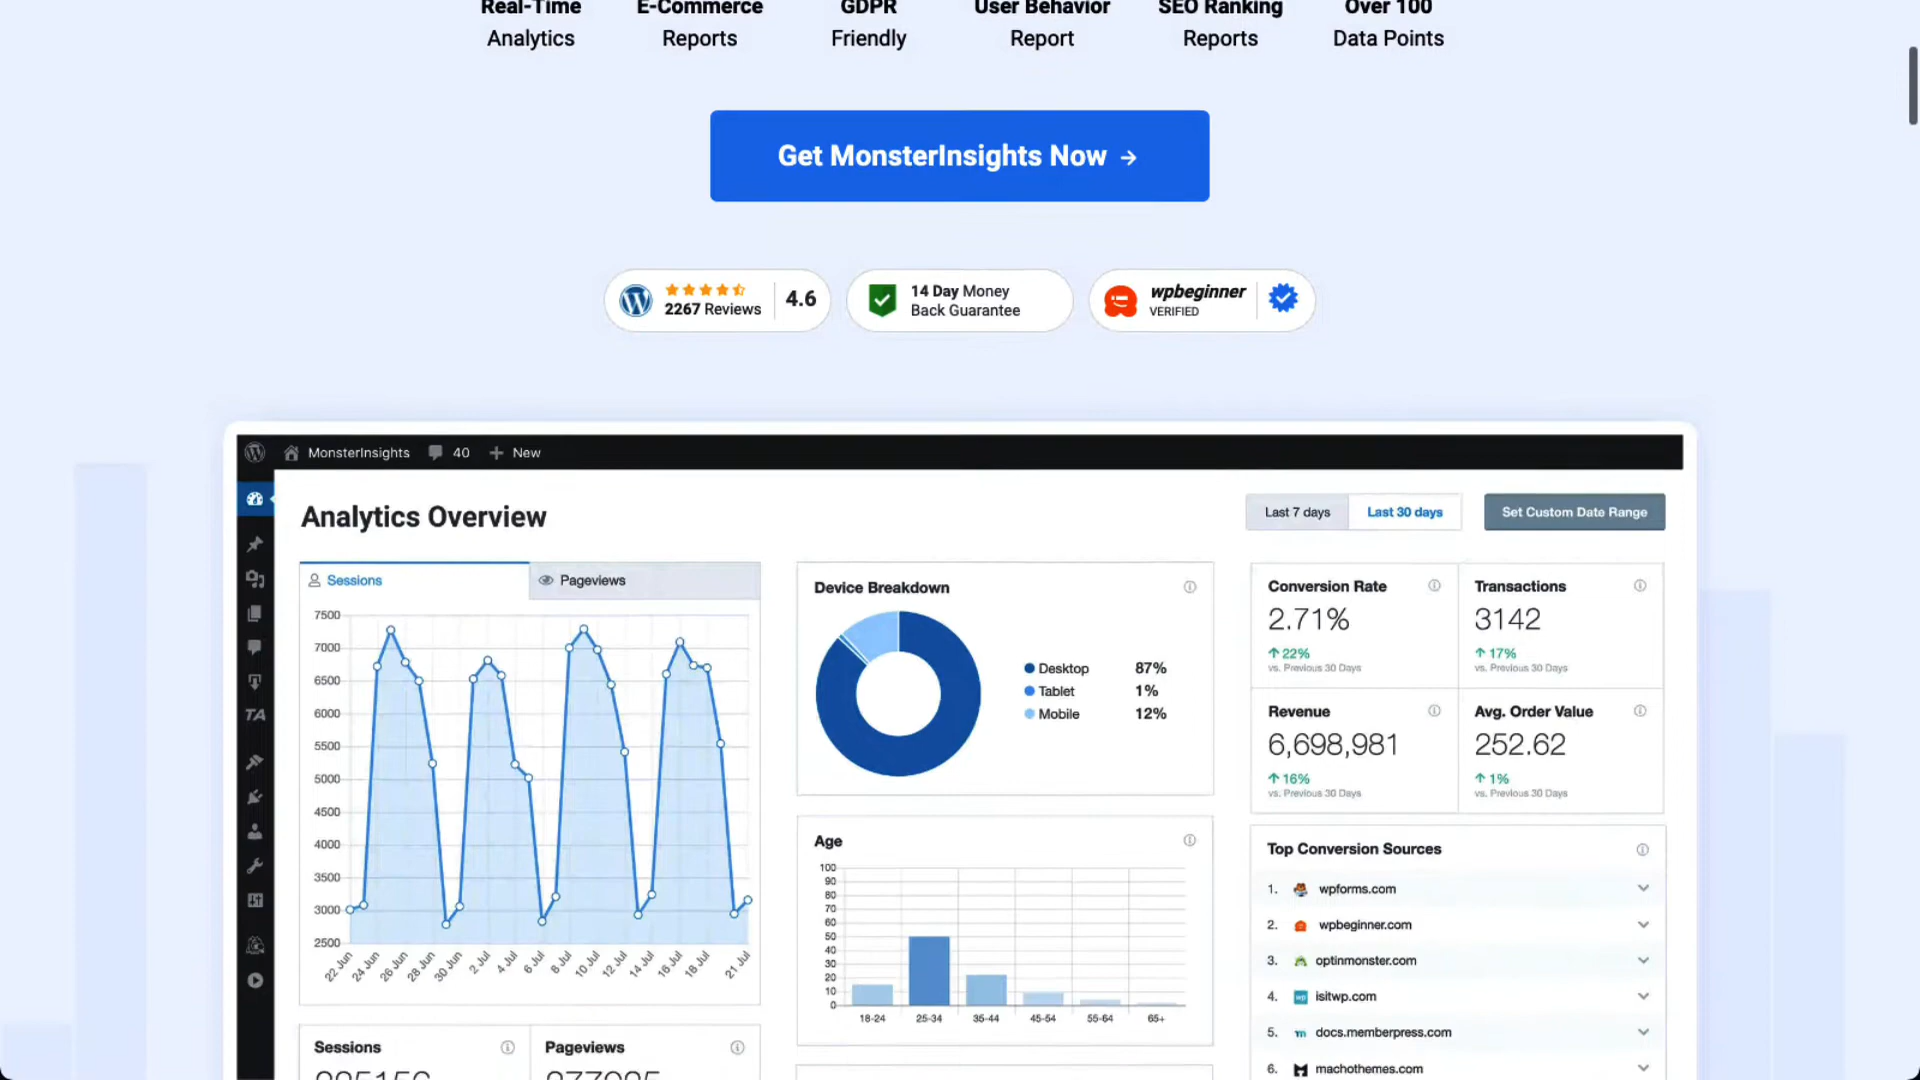 Real-Time
Analytics
E-Commerce
Reports
GDPR
Friendly
User Behavior
Report
SEO Ranking
Reports
Over 100
Data Points
Get MonsterInsights Now →
2267 Reviews
4.6
14 Day Money
Back Guarantee
wpbeginner
VERIFIED
MonsterInsights
40
New
TA
Analytics Overview
Last 7 days
Last 30 days
Set Custom Date Range
Sessions
Pageviews
7500
7000
6500
6000
5500
5000
4500
4000
3500
3000
2500
22 Jun
24 Jun
26 Jun
28 Jun
30 Jun
2 Jul
4 Jul
6 Jul
8 Jul
10 Jul
12 Jul
14 Jul
16 Jul
18 Jul
21 Jul
Sessions
Pageviews
Device Breakdown
Desktop 87%
Tablet 1%
Mobile 12%
Age
100
90
80
70
60
50
40
30
20
10
0
18-24
25-34
35-44
45-54
55-64
65+
Conversion Rate
2.71%
↑ 22%
vs. Previous 30 Days
Transactions
3142
↑ 17%
vs. Previous 30 Days
Revenue
6,698,981
↑ 16%
vs. Previous 30 Days
Avg. Order Value
252.62
↑ 1%
vs. Previous 30 Days
Top Conversion Sources
1. wpforms.com
2. wpbeginner.com
3. optinmonster.com
4. isitwp.com
5. docs.memberpress.com
6. machothemes.com